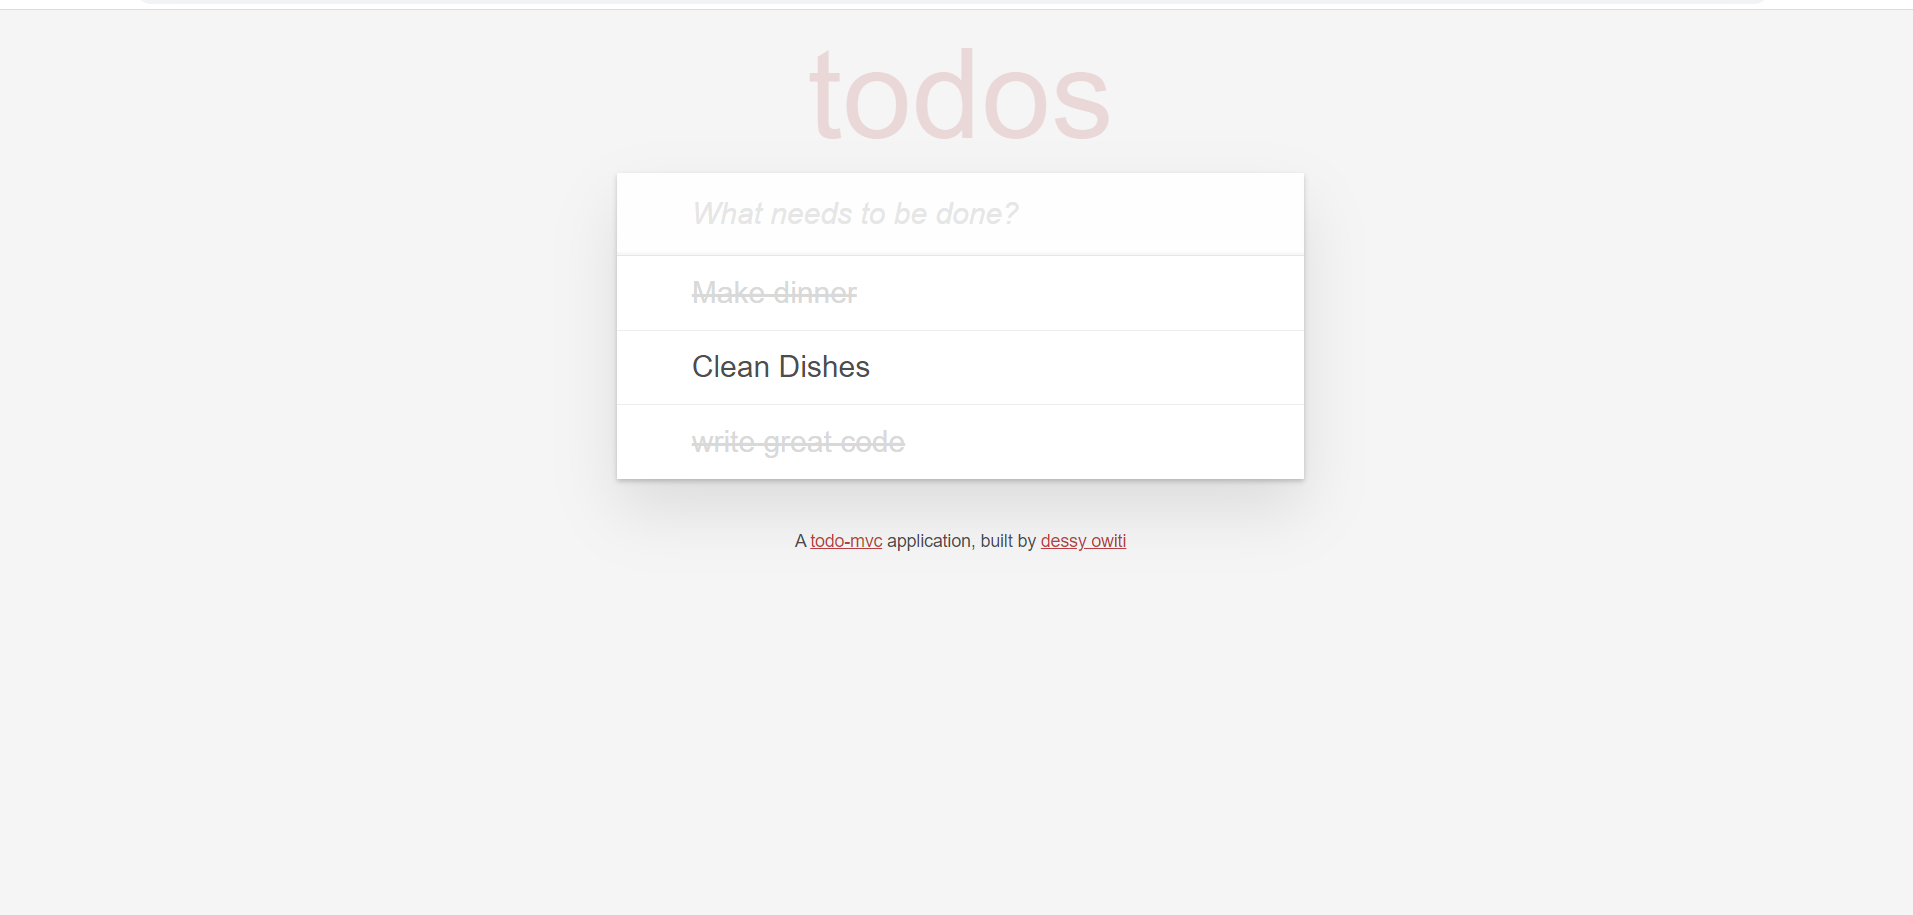 todos
What needs to be done?
Make dinner
Clean Dishes
write great code
A todo-mvc application, built by dessy owiti